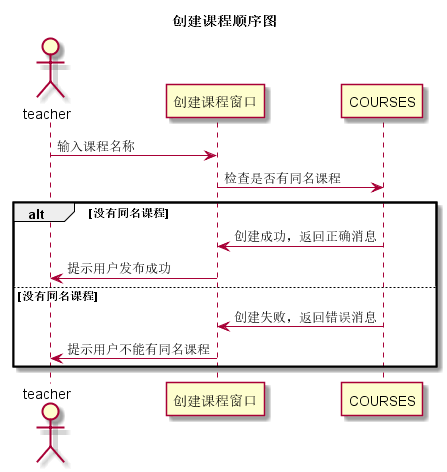 创建课程顺序图
teacher
创建课程窗口
COURSES
输入课程名称
检查是否有同名课程
alt [没有同名课程]
创建成功，返回正确消息
提示用户发布成功
[没有同名课程]
创建失败，返回错误消息
提示用户不能有同名课程
teacher
创建课程窗口
COURSES